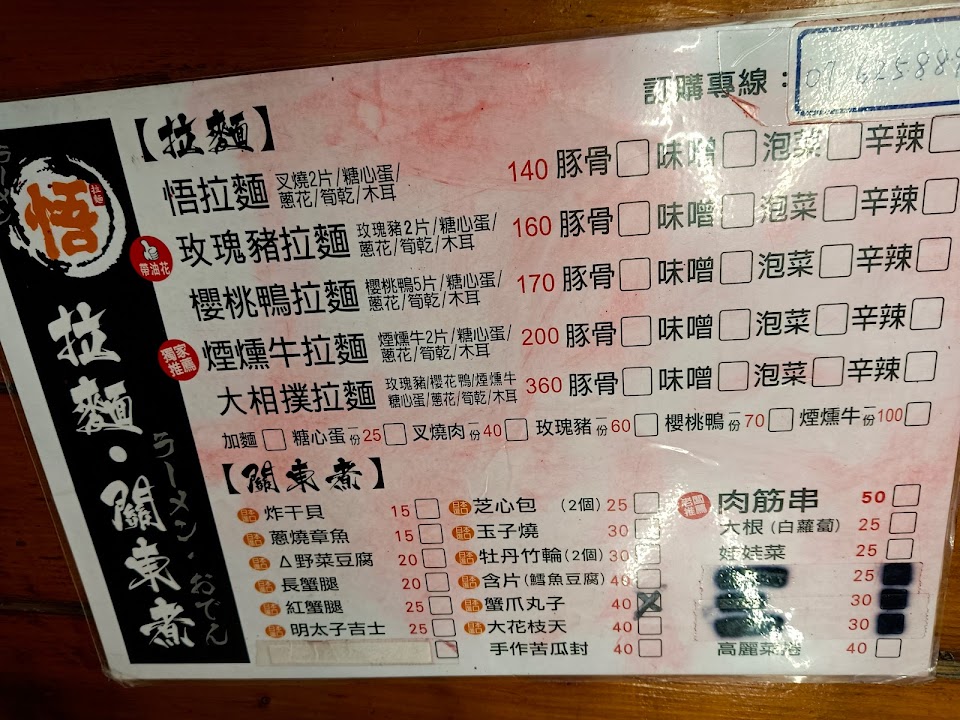 訂購專線：
07
ラーメン
悟
拉麵
拉麵・關東煮
ラーメン・おでん
【拉麵】
悟拉麵 叉燒2片/糖心蛋/
蔥花/筍乾/木耳
140 豚骨 味噌 泡菜 辛辣
帶油花
玫瑰豬拉麵 玫瑰豬2片/糖心蛋/
蔥花/筍乾/木耳
160 豚骨 味噌 泡菜 辛辣
櫻桃鴨拉麵 櫻桃鴨5片/糖心蛋/
蔥花/筍乾/木耳
170 豚骨 味噌 泡菜 辛辣
獨家
推薦
煙燻牛拉麵 煙燻牛2片/糖心蛋/
蔥花/筍乾/木耳
200 豚骨 味噌 泡菜 辛辣
大相撲拉麵 玫瑰豬/櫻花鴨/煙燻牛
糖心蛋/蔥花/筍乾/木耳
360 豚骨 味噌 泡菜 辛辣
加麵 糖心蛋一份25 叉燒肉一份40 玫瑰豬一份60 櫻桃鴨一份70 煙燻牛一份100
【關東煮】
炸干貝 15
蔥燒章魚 15
Δ野菜豆腐 20
長蟹腿 20
紅蟹腿 25
明太子吉士 25
芝心包 (2個) 25
玉子燒 30
牡丹竹輪(2個) 30
含片(鱈魚豆腐) 40
蟹爪丸子 40
大花枝天 40
手作苦瓜封 40
老闆
推薦
肉筋串 50
大根(白蘿蔔) 25
娃娃菜 25
25
30
30
高麗菜捲 40